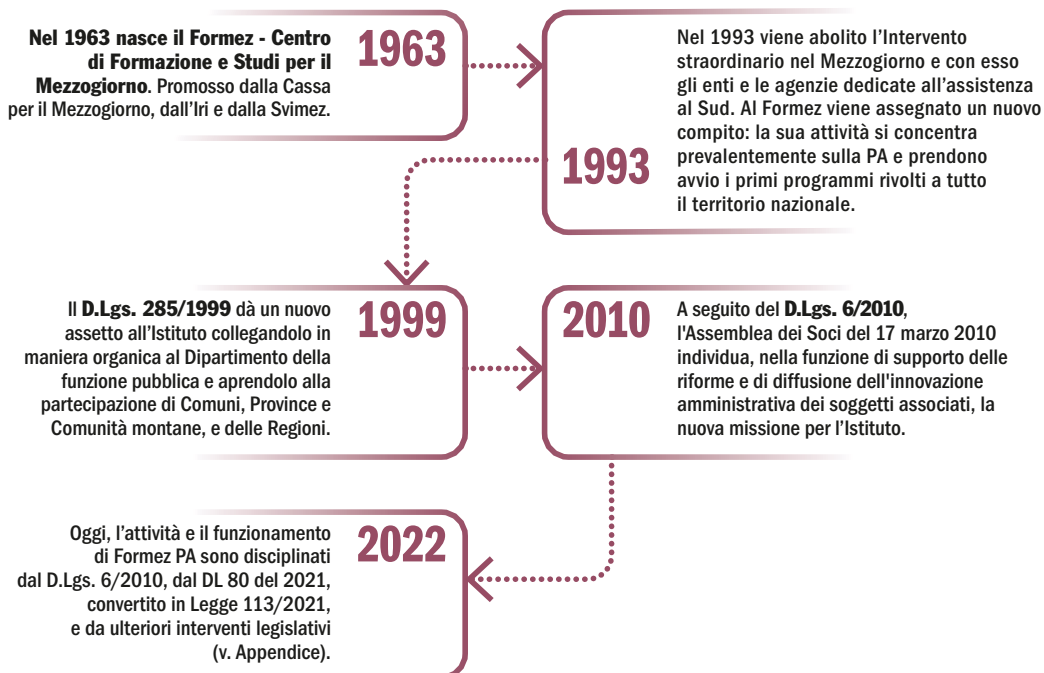 Nel 1963 nasce il Formez - Centro
di Formazione e Studi per il
Mezzogiorno. Promosso dalla Cassa
per il Mezzogiorno, dall’Iri e dalla Svimez.
1963
Nel 1993 viene abolito l’Intervento
straordinario nel Mezzogiorno e con esso
gli enti e le agenzie dedicate all’assistenza
al Sud. Al Formez viene assegnato un nuovo
compito: la sua attività si concentra
prevalentemente sulla PA e prendono
avvio i primi programmi rivolti a tutto
il territorio nazionale.
1993
Il D.Lgs. 285/1999 dà un nuovo
assetto all’Istituto collegandolo in
maniera organica al Dipartimento della
funzione pubblica e aprendolo alla
partecipazione di Comuni, Province e
Comunità montane, e delle Regioni.
1999
2010
A seguito del D.Lgs. 6/2010,
l'Assemblea dei Soci del 17 marzo 2010
individua, nella funzione di supporto delle
riforme e di diffusione dell'innovazione
amministrativa dei soggetti associati, la
nuova missione per l’Istituto.
Oggi, l’attività e il funzionamento
di Formez PA sono disciplinati
dal D.Lgs. 6/2010, dal DL 80 del 2021,
convertito in Legge 113/2021,
e da ulteriori interventi legislativi
(v. Appendice).
2022